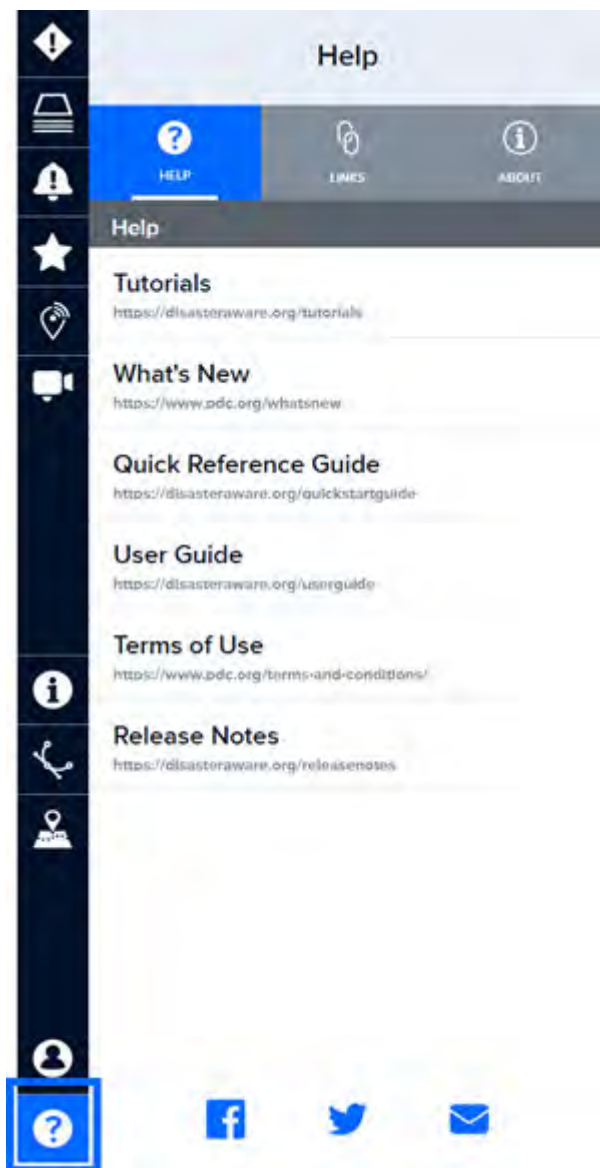 Help
HELP
LINKS
ABOUT
Help
Tutorials
https://disasteraware.org/tutorials
What's New
https://www.pdc.org/whatsnew
Quick Reference Guide
https://disasteraware.org/quickstartguide
User Guide
https://disasteraware.org/userguide
Terms of Use
https://www.pdc.org/terms-and-conditions/
Release Notes
https://disasteraware.org/releasenotes